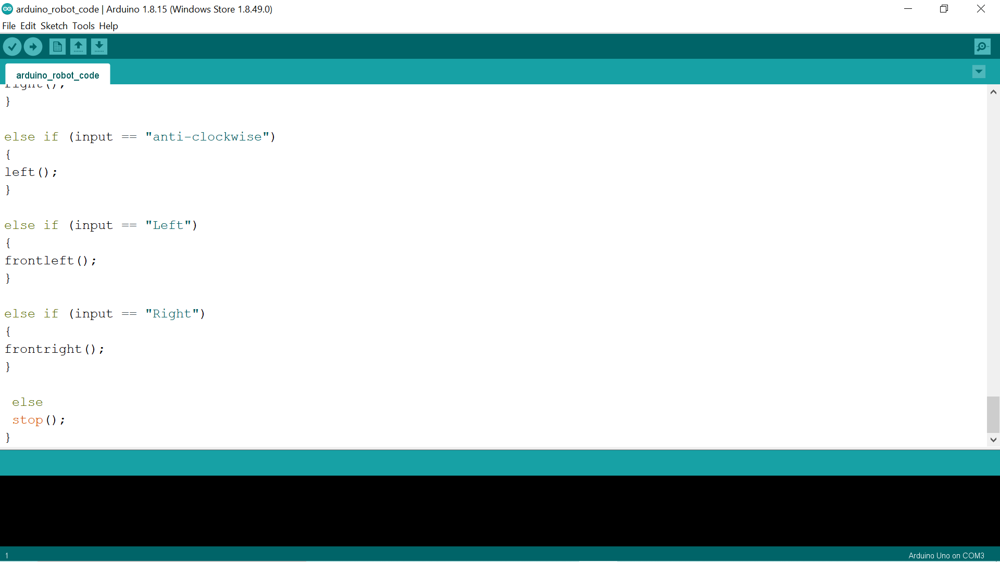 arduino_robot_code | Arduino 1.8.15 (Windows Store 1.8.49.0)
File Edit Sketch Tools Help
arduino_robot_code
right();
}
else if (input == "anti-clockwise")
{
left();
}
else if (input == "Left")
{
frontleft();
}
else if (input == "Right")
{
frontright();
}
else
stop();
}
1
Arduino Uno on COM3